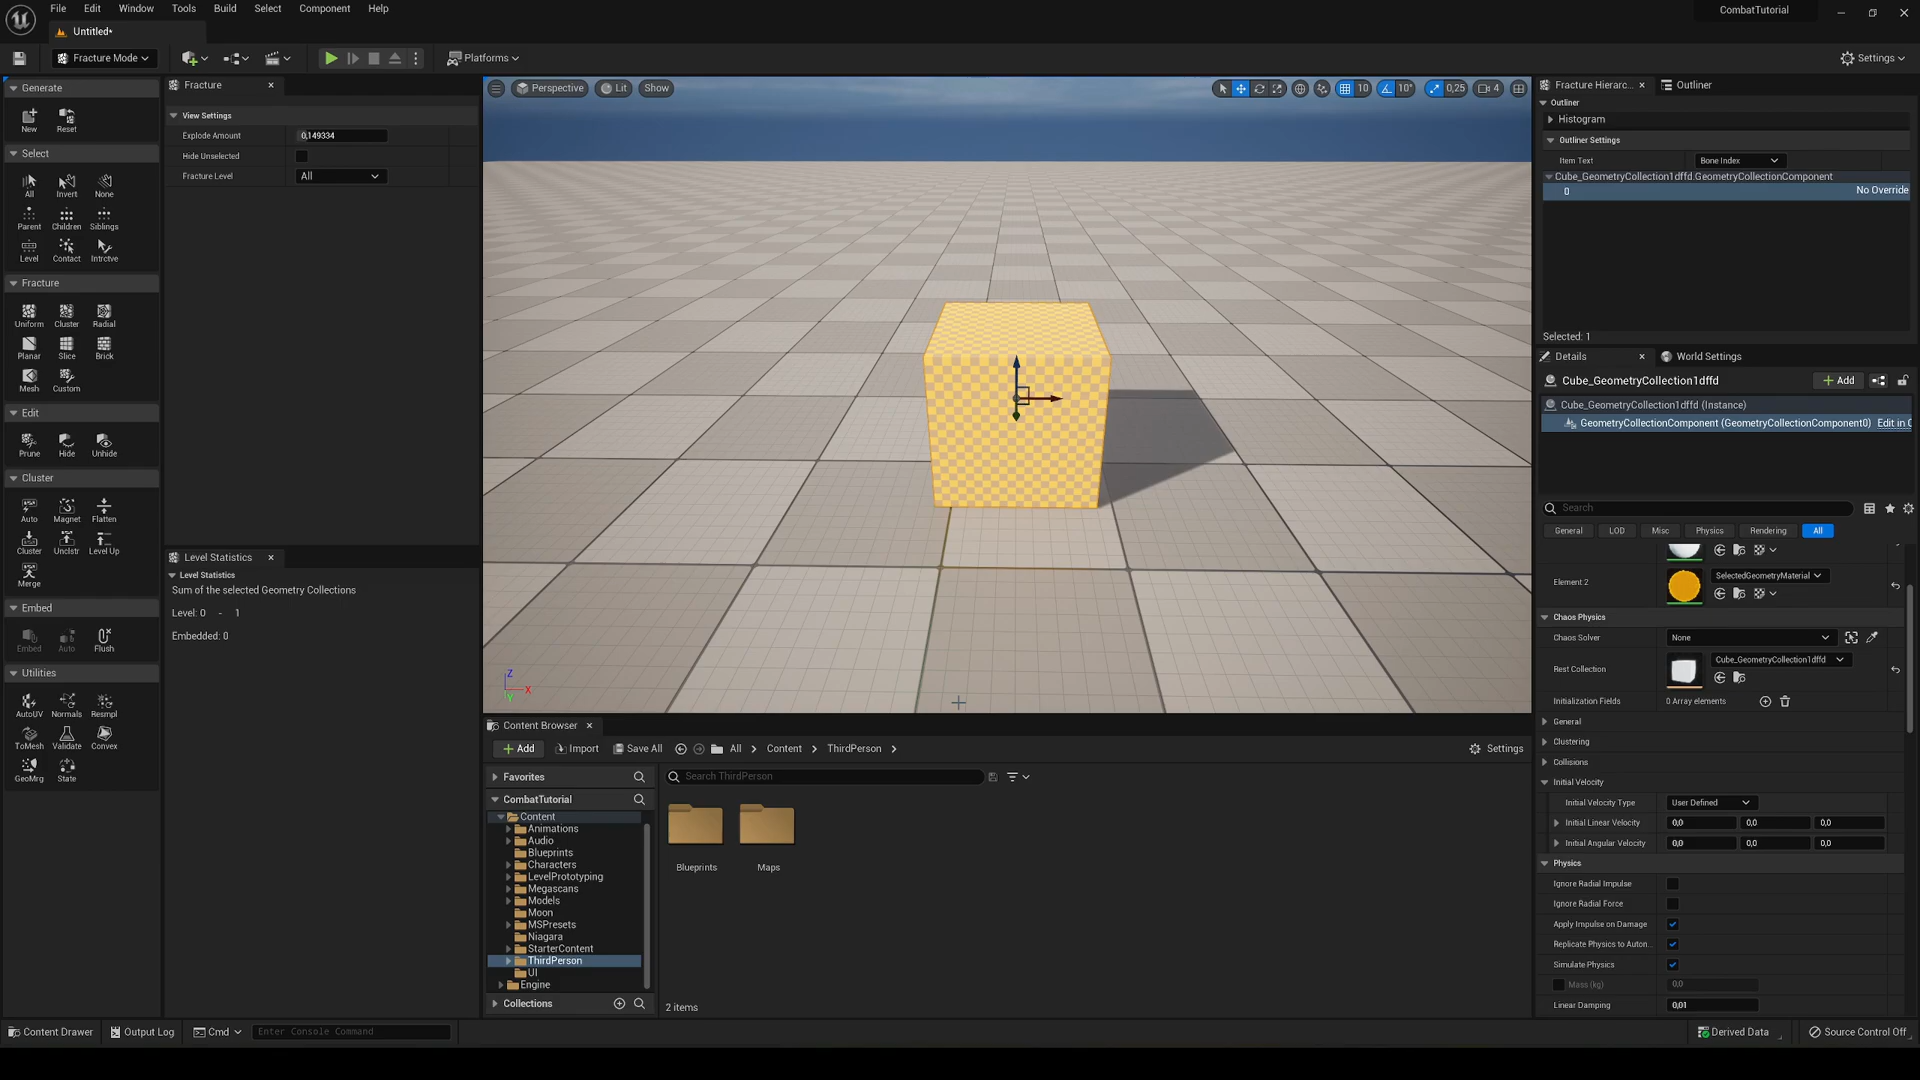 File Edit Window Tools Build Select Component Help
CombatTutorial
Untitled*
Fracture Mode
Platforms
Settings
Generate
New Reset
Select
All Invert None
Parent Children Siblings
Level Contact Intrctve
Fracture
Uniform Cluster Radial
Planar Slice Brick
Mesh Custom
Edit
Prune Hide Unhide
Cluster
Auto Magnet Flatten
Cluster Unclstr Level Up
Merge
Embed
Embed Auto Flush
Utilities
AutoUV Normals Resmpl
ToMesh Validate Convex
GeoMrg State
Fracture
View Settings
Explode Amount 0,149334
Hide Unselected
Fracture Level All
Level Statistics
Level Statistics
Sum of the selected Geometry Collections
Level: 0 - 1
Embedded: 0
Perspective Lit Show
10 10° 0,25 4
Z
X
Y
Content Browser
Add Import Save All All Content ThirdPerson
Settings
Favorites
Search ThirdPerson
CombatTutorial
Content
Animations
Audio
Blueprints
Characters
LevelPrototyping
Megascans
Models
Moon
MSPresets
Niagara
StarterContent
ThirdPerson
UI
Engine
Collections
Blueprints Maps
2 items
Fracture Hierarc... Outliner
Outliner
Histogram
Outliner Settings
Item Text Bone Index
Cube_GeometryCollection1dffd.GeometryCollectionComponent
0 No Override
Selected: 1
Details World Settings
Cube_GeometryCollection1dffd Add
Cube_GeometryCollection1dffd (Instance)
GeometryCollectionComponent (GeometryCollectionComponent0) Edit in C
Search
General LOD Misc Physics Rendering All
Element 2 SelectedGeometryMaterial
Chaos Physics
Chaos Solver None
Rest Collection Cube_GeometryCollection1dffd
Initialization Fields 0 Array elements
General
Clustering
Collisions
Initial Velocity
Initial Velocity Type User Defined
Initial Linear Velocity 0,0 0,0 0,0
Initial Angular Velocity 0,0 0,0 0,0
Physics
Ignore Radial Impulse
Ignore Radial Force
Apply Impulse on Damage
Replicate Physics to Auton...
Simulate Physics
Mass (kg) 0,0
Linear Damping 0,01
Content Drawer Output Log Cmd Enter Console Command
Derived Data Source Control Off